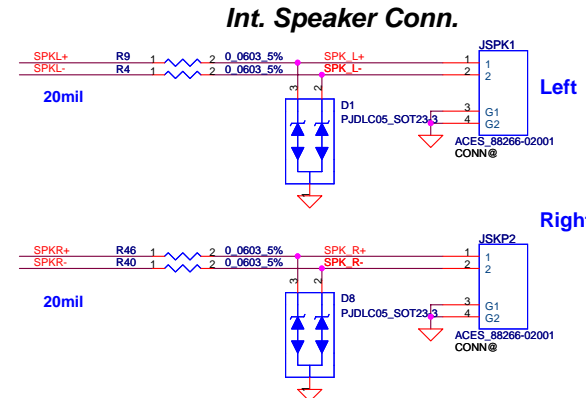 Int. Speaker Conn.
JSPK1
SPKL+ R9 1 2 0_0603_5% SPK_L+ 1 1
SPKL- R4 1 2 0_0603_5% SPK_L- 2 2
Left
20mil
3 2
D1
PJDLC05_SOT23-3
3 G1
4 G2
ACES_88266-02001
CONN@
1
Right
JSKP2
SPKR+ R46 1 2 0_0603_5% SPK_R+ 1 1
SPKR- R40 1 2 0_0603_5% SPK_R- 2 2
20mil
3 2
D8
PJDLC05_SOT23-3
3 G1
4 G2
ACES_88266-02001
CONN@
1